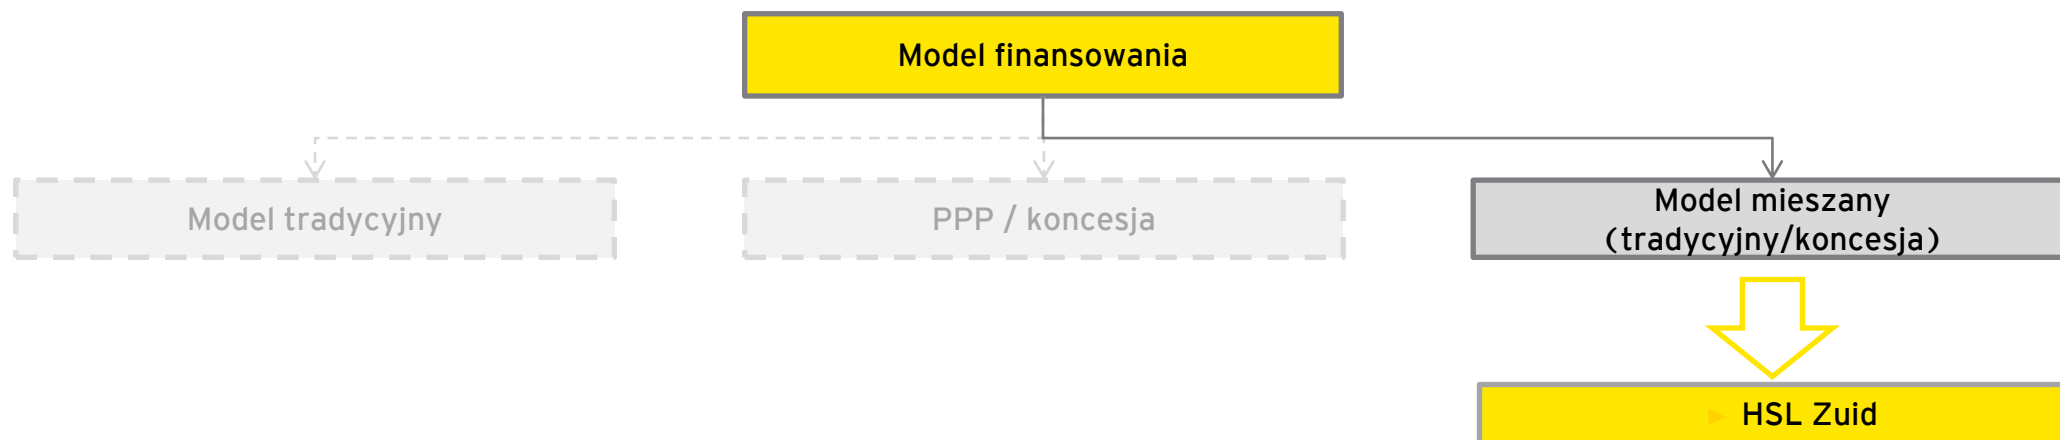 Model finansowania
Model tradycyjny
PPP / koncesja
Model mieszany
(tradycyjny/koncesja)
► HSL Zuid